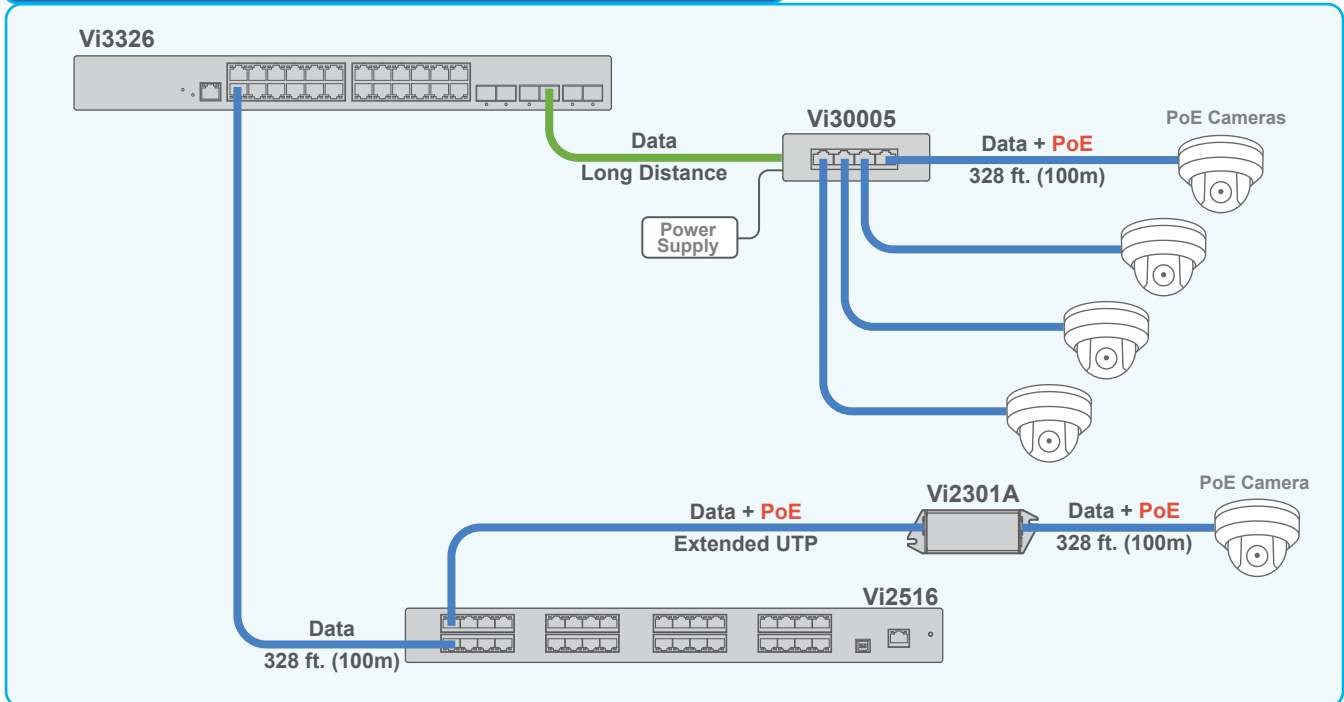 Vi3326
Vi30005
PoE Cameras
Data
Long Distance
Data + PoE
328 ft. (100m)
Power
Supply
Vi2301A
PoE Camera
Data + PoE
Extended UTP
Data + PoE
328 ft. (100m)
Vi2516
Data
328 ft. (100m)